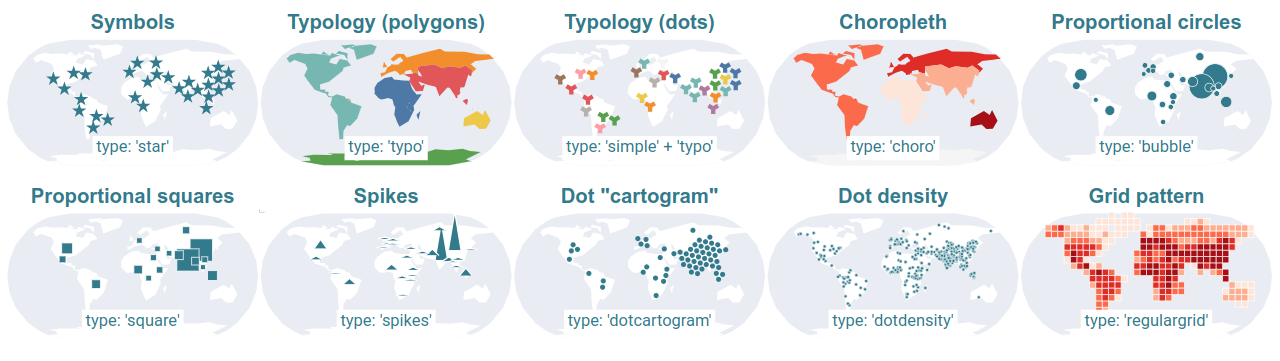 Symbols
type: 'star'
Typology (polygons)
type: 'typo'
Typology (dots)
type: 'simple' + 'typo'
Choropleth
type: 'choro'
Proportional circles
type: 'bubble'
Proportional squares
type: 'square'
Spikes
type: 'spikes'
Dot "cartogram"
type: 'dotcartogram'
Dot density
type: 'dotdensity'
Grid pattern
type: 'regulargrid'